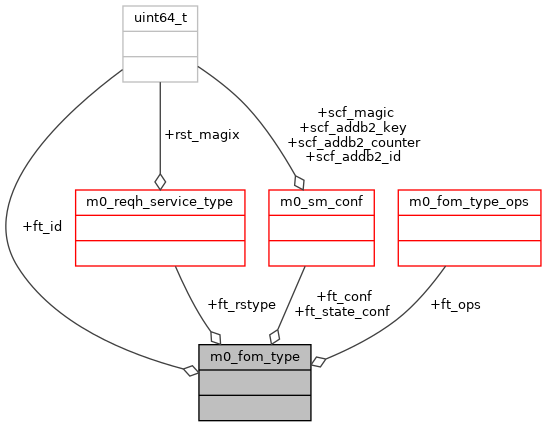 uint64_t
+scf_magic
+scf_addb2_key
+scf_addb2_counter
+scf_addb2_id
+rst_magix
m0_reqh_service_type
m0_sm_conf
m0_fom_type_ops
+ft_id
+ft_rstype
+ft_conf
+ft_state_conf
+ft_ops
m0_fom_type